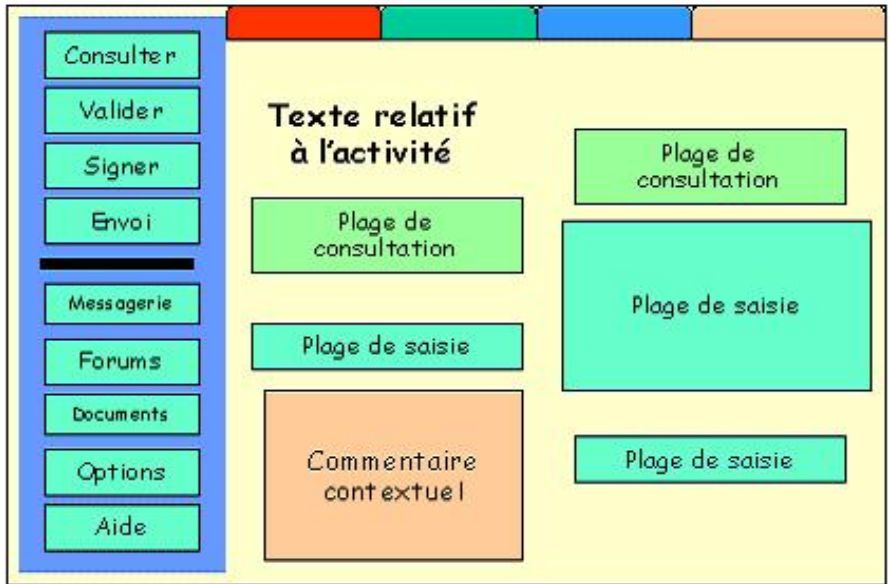 Consulter
Valider
Signer
Envoi
Messagerie
Forums
Documents
Options
Aide
Texte relatif
à l'activité
Plage de
consultation
Plage de saisie
Commentaire
contextuel
Plage de
consultation
Plage de saisie
Plage de saisie